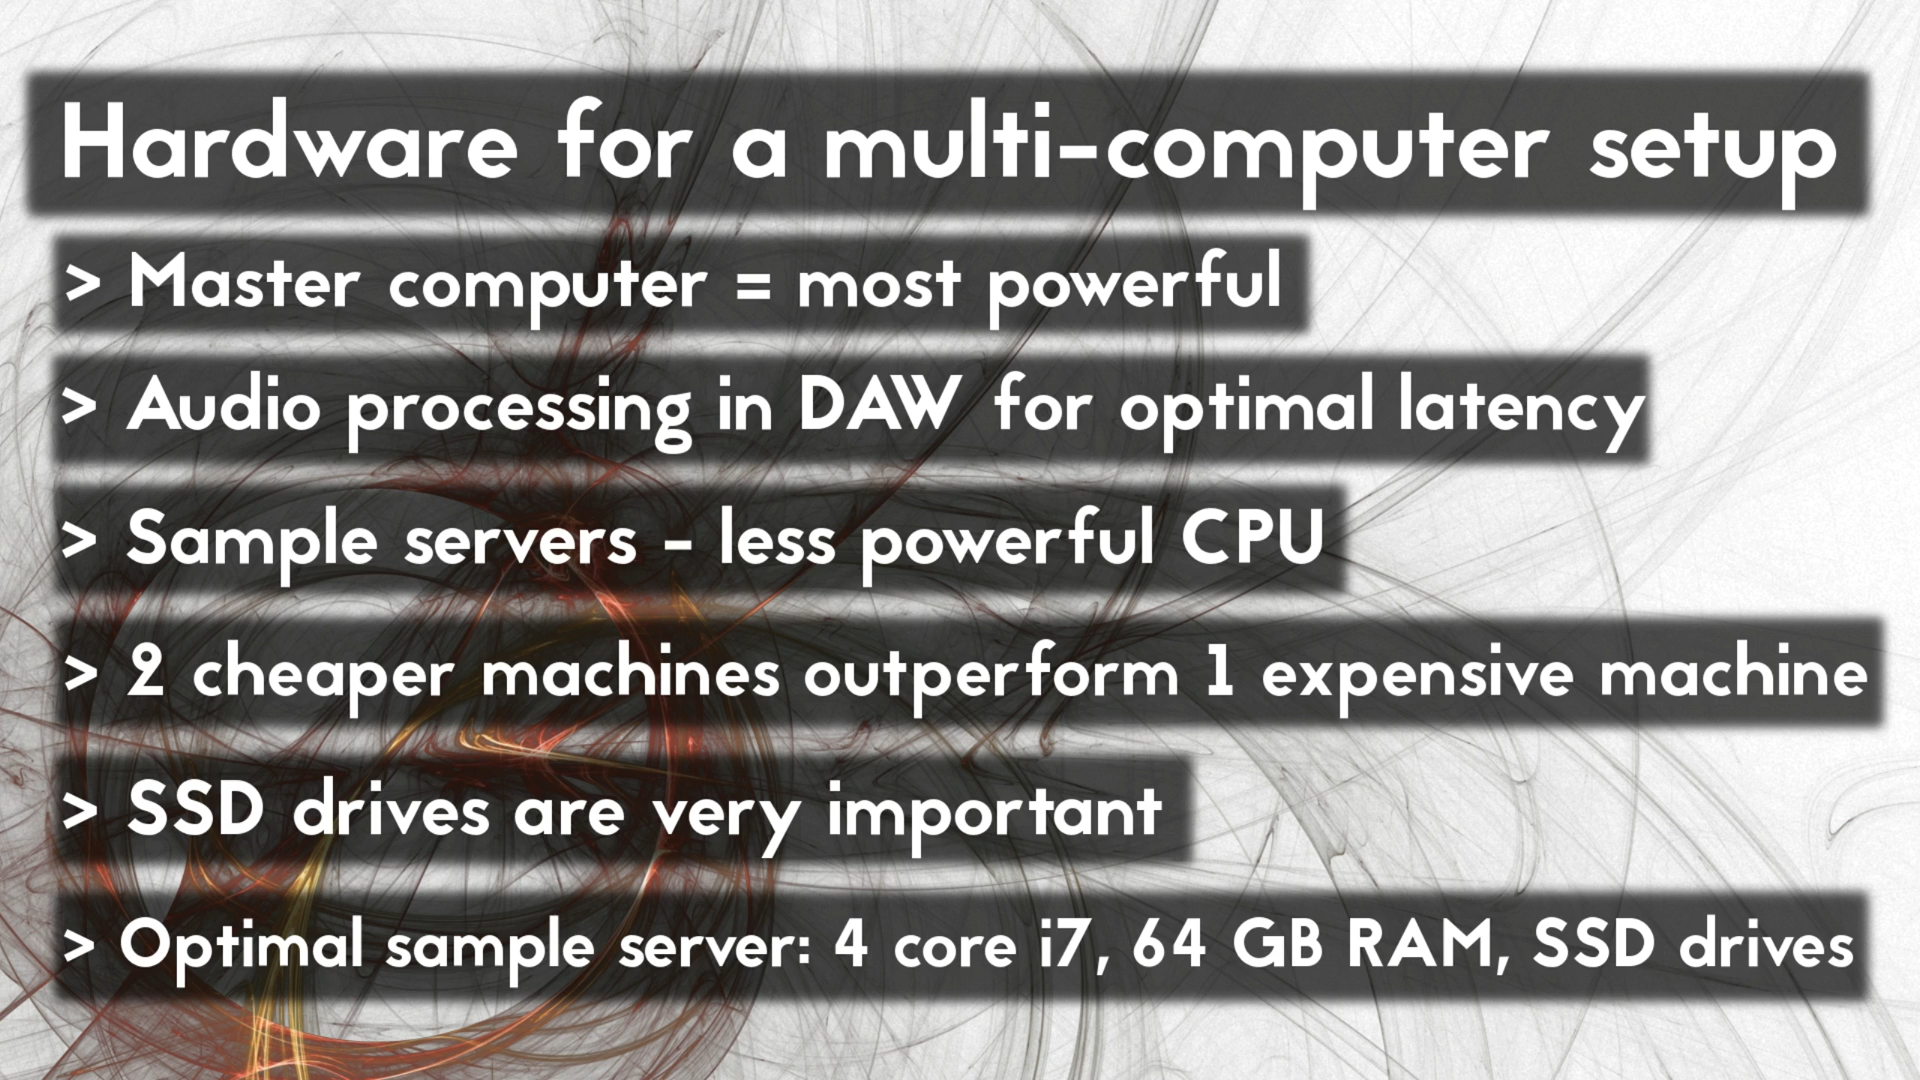 Hardware for a multi-computer setup
> Master computer = most powerful
> Audio processing in DAW for optimal latency
> Sample servers - less powerful CPU
> 2 cheaper machines outperform 1 expensive machine
> SSD drives are very important
> Optimal sample server: 4 core i7, 64 GB RAM, SSD drives